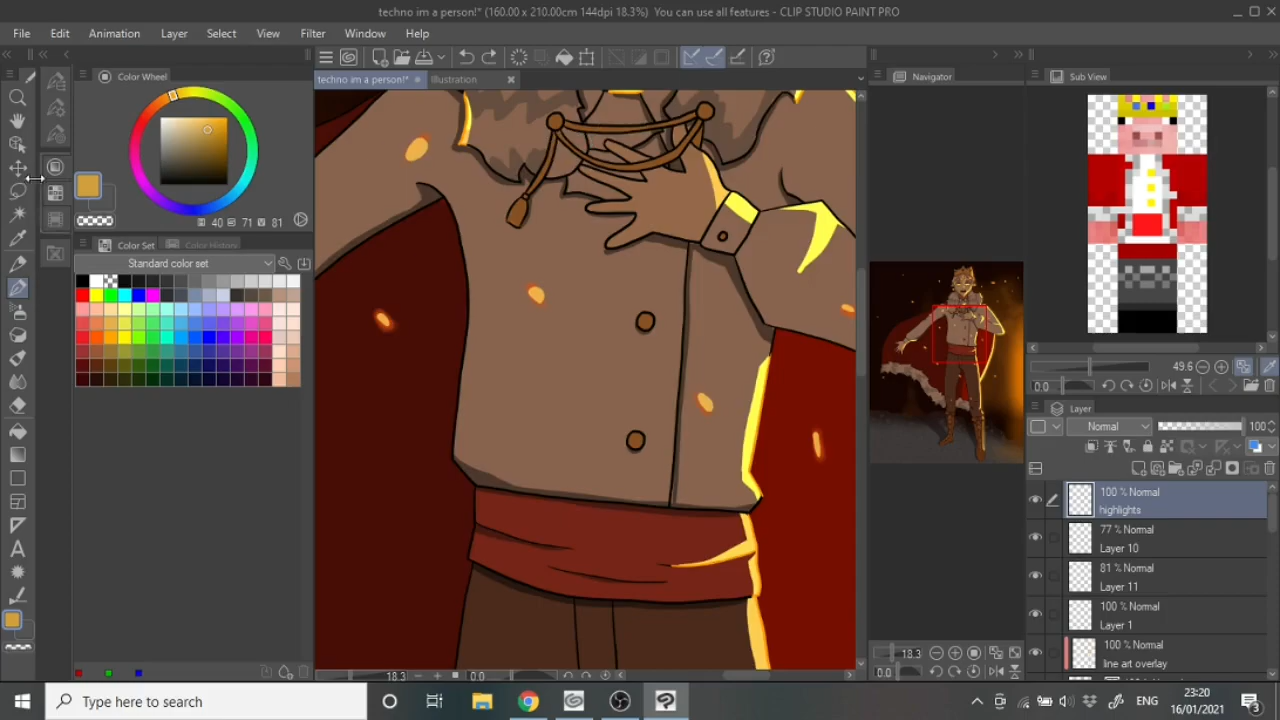 techno im a person!* (160.00 x 210.00cm 144dpi 18.3%)  You can use all features - CLIP STUDIO PAINT PRO
File Edit Animation Layer Select View Filter Window Help
techno im a person!* Illustration
Color Wheel
40 71 81
Color Set Color History
Standard color set
Navigator
Sub View
49.6
0.0
Layer
Normal 100
100 % Normal
highlights
77 % Normal
Layer 10
81 % Normal
Layer 11
100 % Normal
Layer 1
100 % Normal
line art overlay
18.3
0.0
18.3 0.0
Type here to search
ENG
23:20
16/01/2021
3